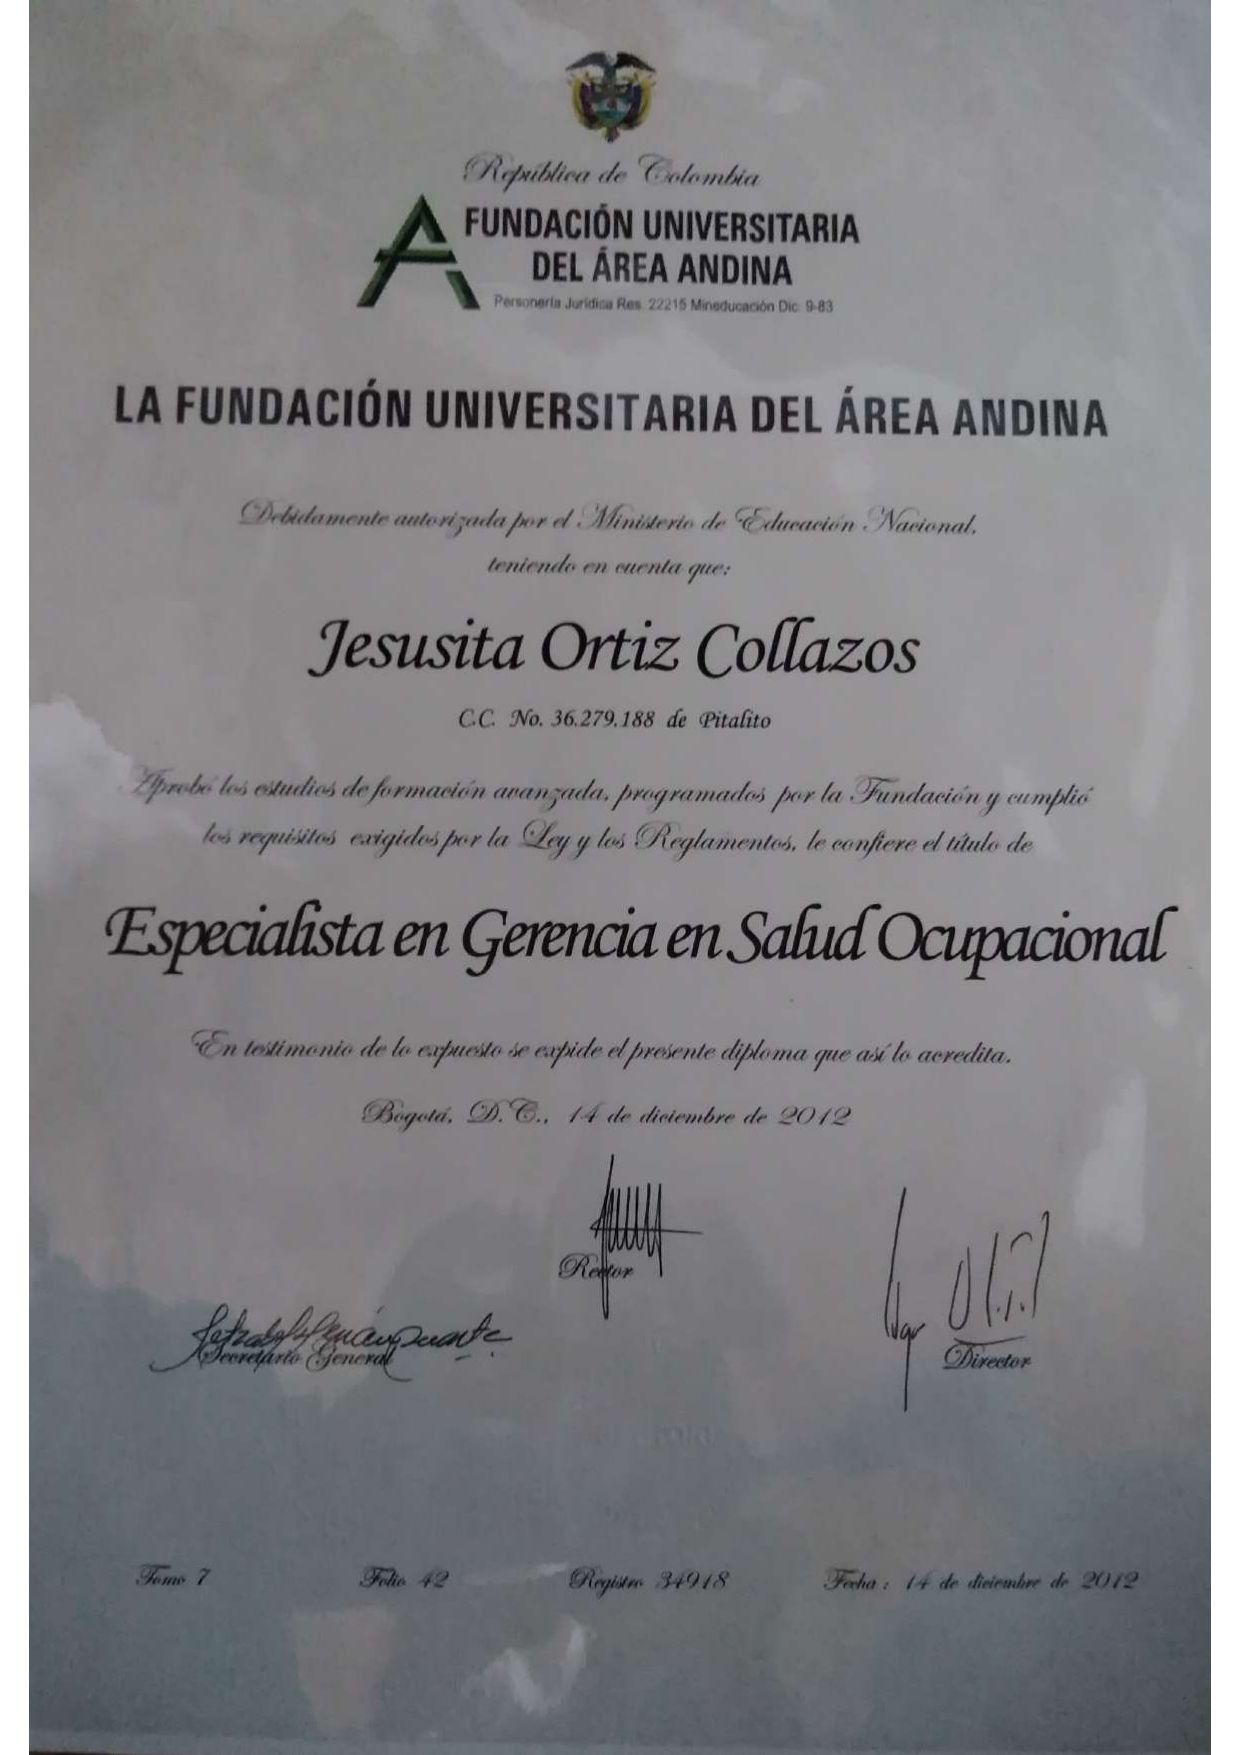 República de Colombia
FUNDACIÓN UNIVERSITARIA
DEL ÁREA ANDINA
Personería Jurídica Res. 22215 Mineducación Dic. 9-83
LA FUNDACIÓN UNIVERSITARIA DEL ÁREA ANDINA
Debidamente autorizada por el Ministerio de Educación Nacional,
teniendo en cuenta que:
Jesusita Ortiz Collazos
C.C. No. 36.279.188 de Pitalito
Aprobó los estudios de formación avanzada, programados por la Fundación y cumplió
los requisitos exigidos por la Ley y los Reglamentos, le confiere el título de
Especialista en Gerencia en Salud Ocupacional
En testimonio de lo expuesto se expide el presente diploma que así lo acredita.
Bogotá, D.C., 14 de diciembre de 2012
Rector
Secretario General
Director
Tomo 7 Folio 42 Registro 34918 Fecha : 14 de diciembre de 2012